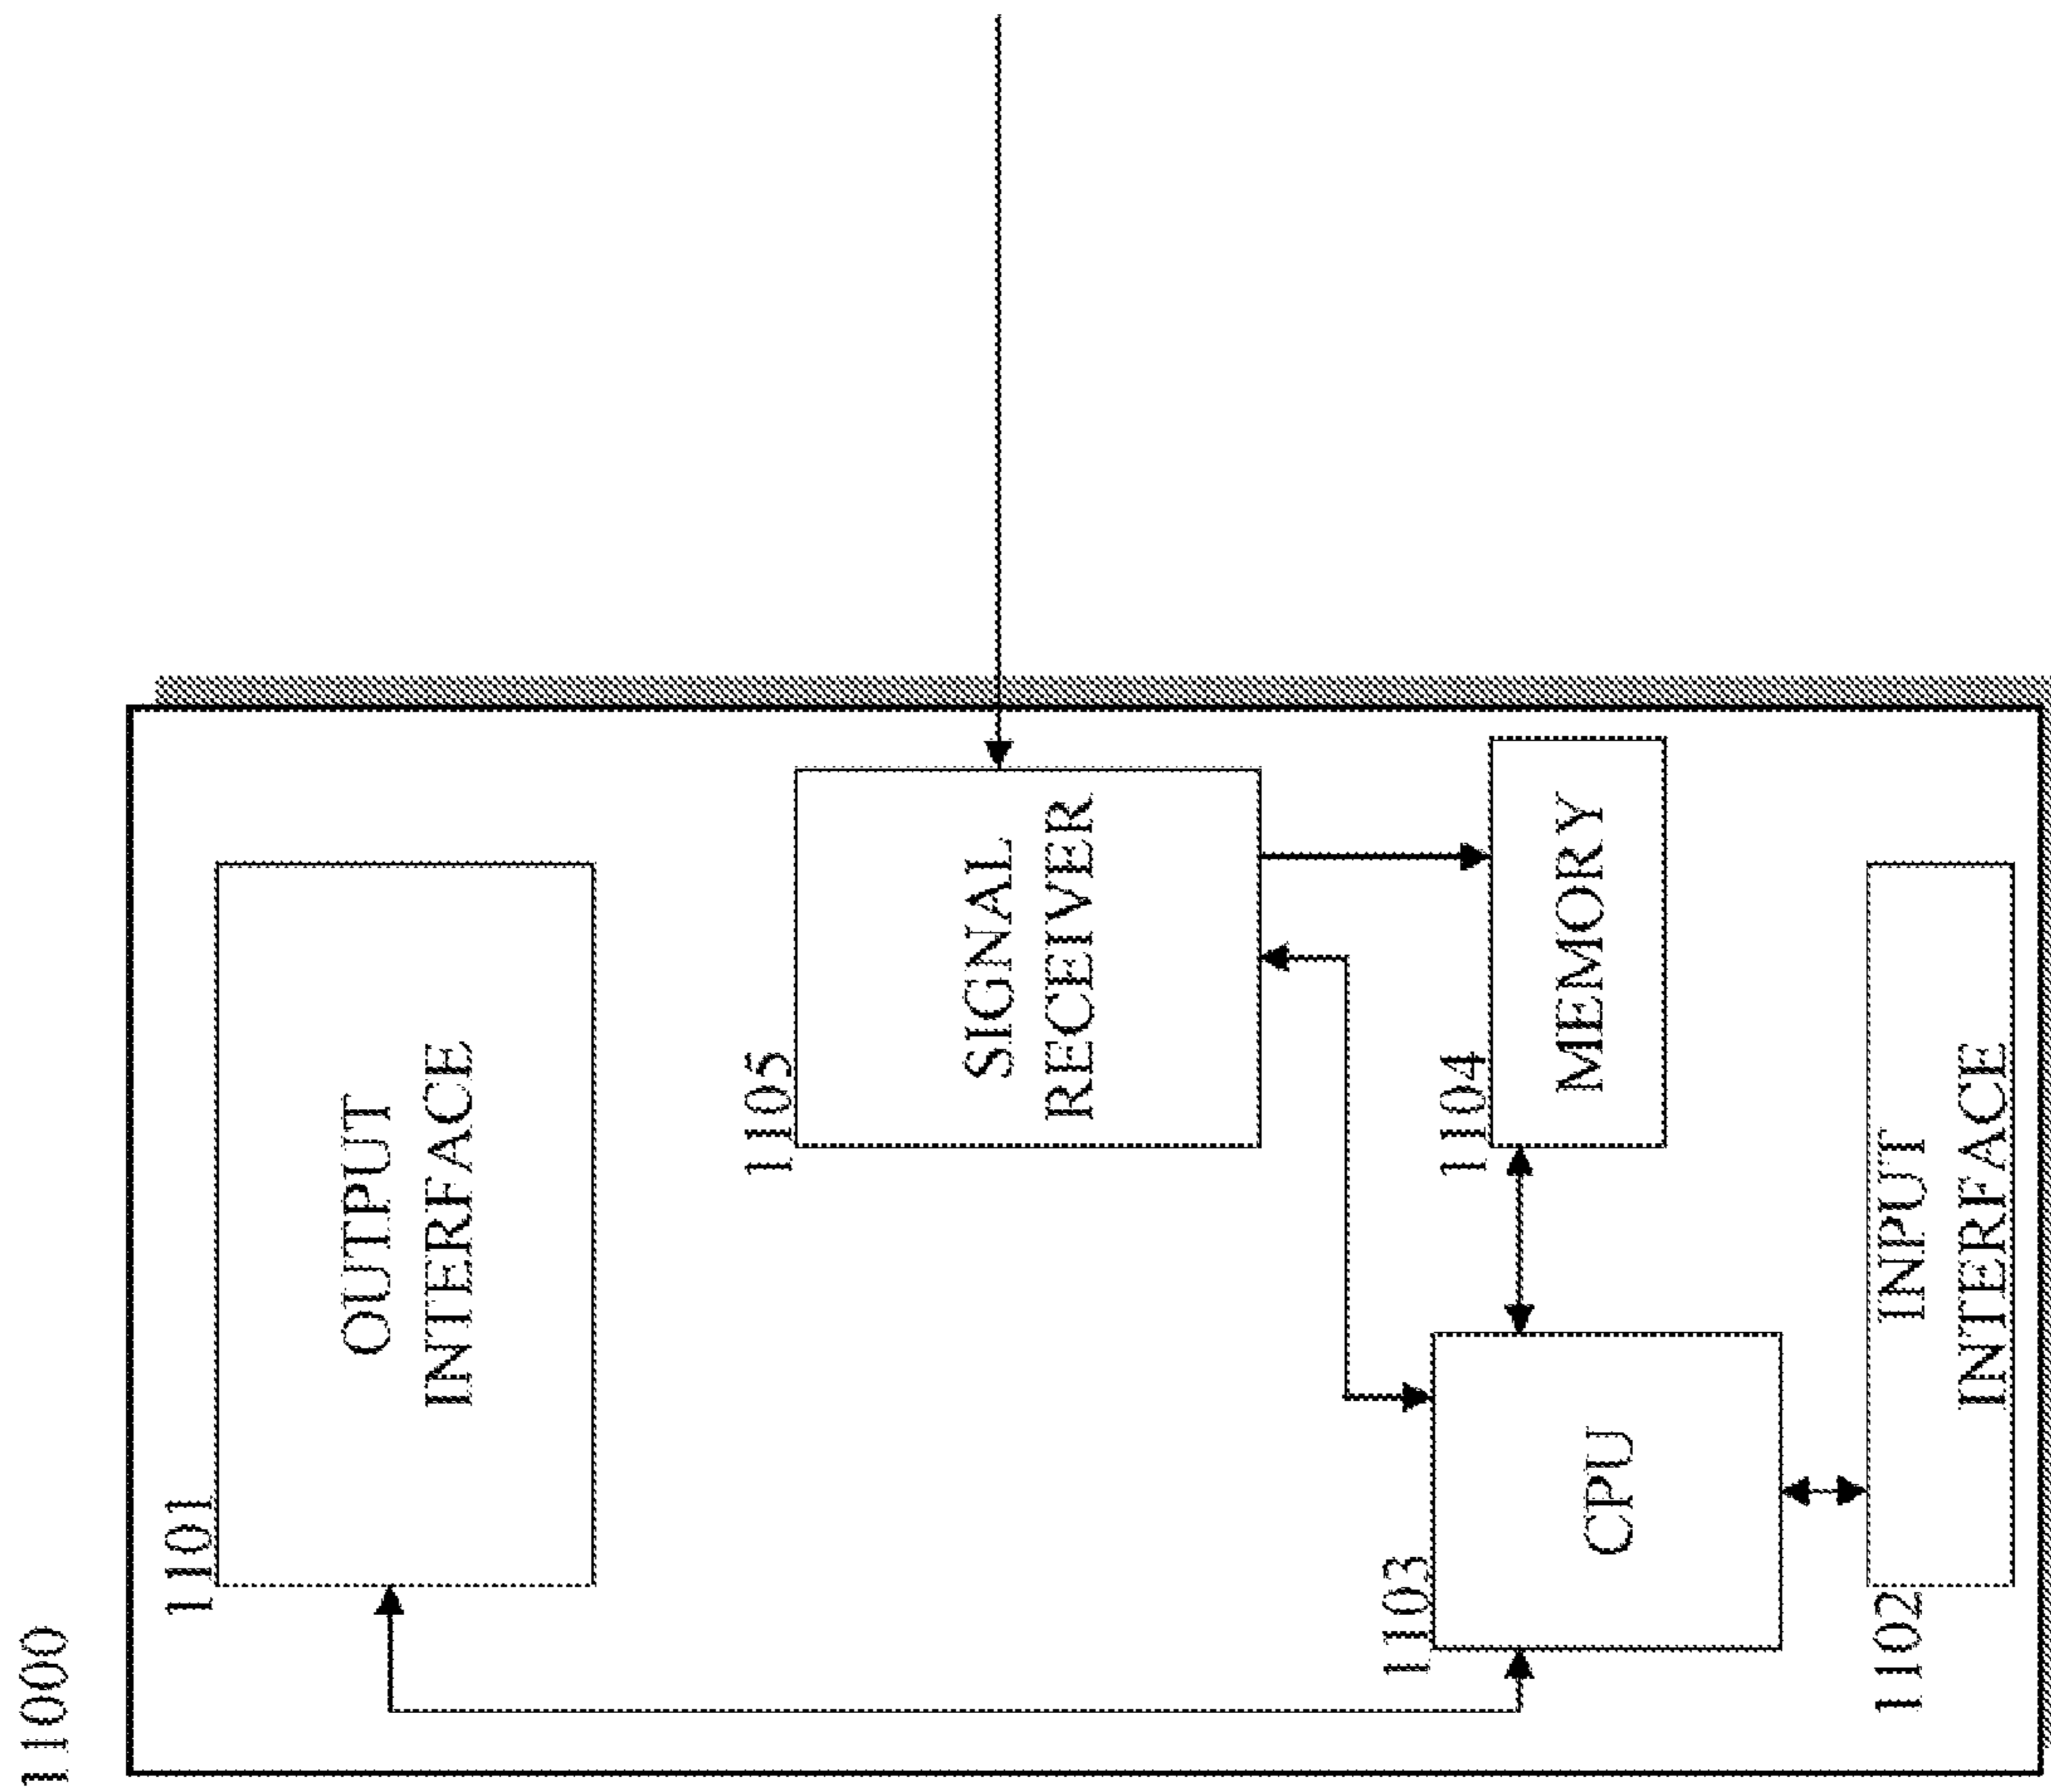 11000
1101
OUTPUT
INTERFACE
1105
SIGNAL
RECEIVER
1103
CPU
1104
MEMORY
1102
INPUT
INTERFACE